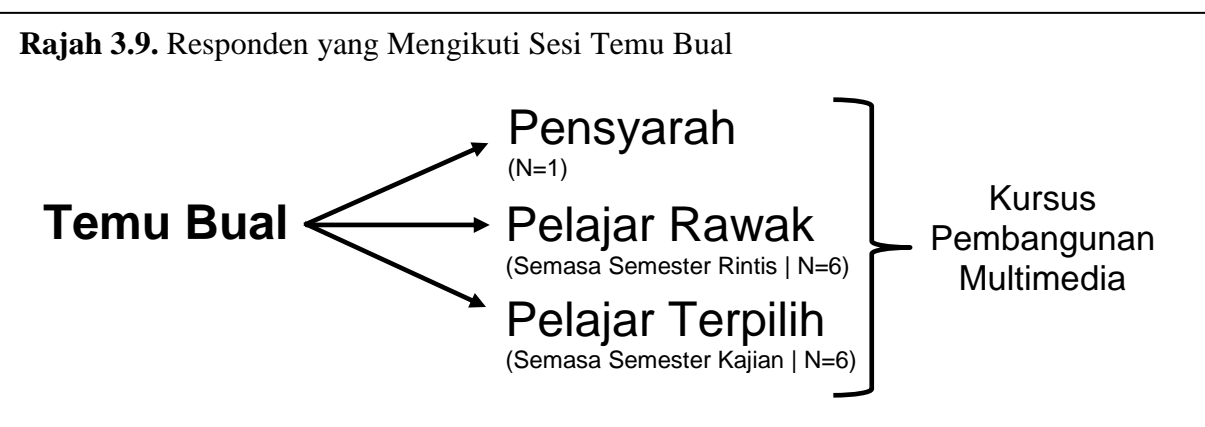 Rajah 3.9. Responden yang Mengikuti Sesi Temu Bual
Temu Bual
Pensyarah
(N=1)
Pelajar Rawak
(Semasa Semester Rintis | N=6)
Pelajar Terpilih
(Semasa Semester Kajian | N=6)
Kursus
Pembangunan
Multimedia